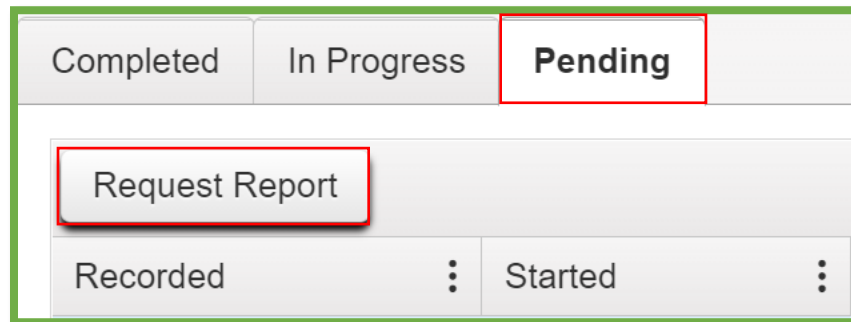 Completed In Progress Pending
Request Report
Recorded Started